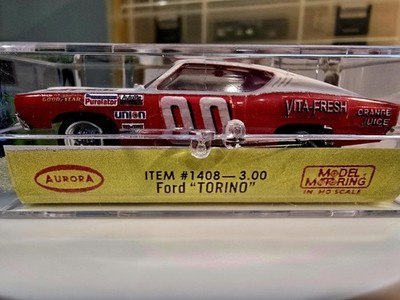 GOOD-YEAR
Purolator
union
00
VITA-FRESH
ORANGE
JUICE
AURORA
ITEM #1408—3.00
Ford "TORINO"
MODEL
MOTORING
IN HO SCALE